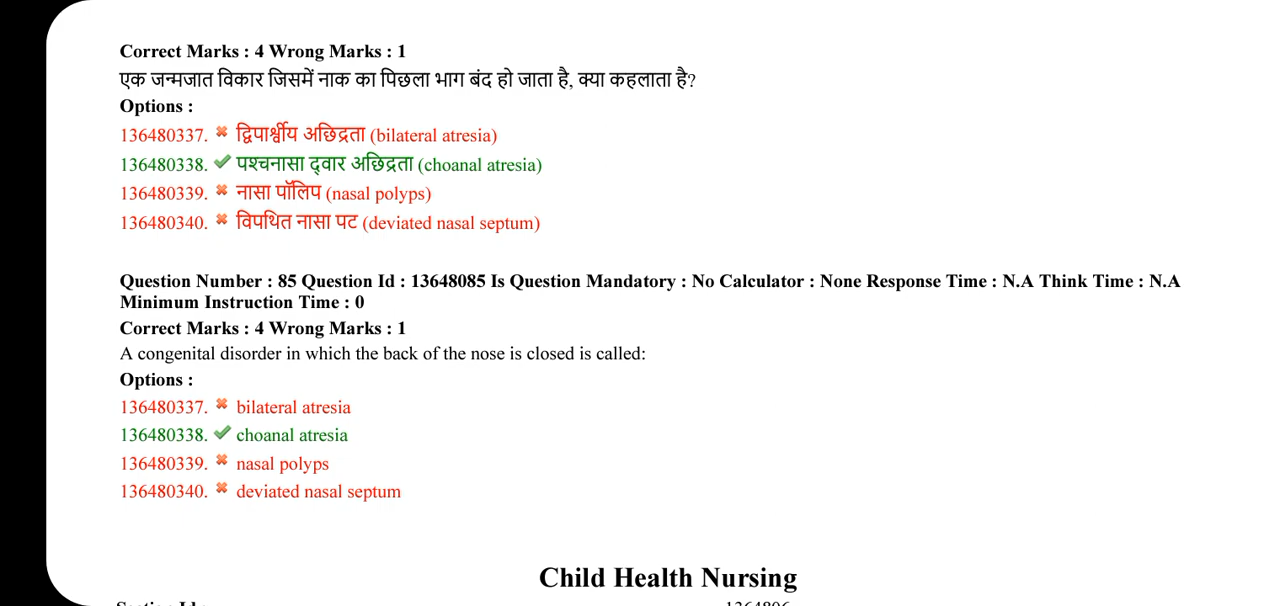 Correct Marks : 4 Wrong Marks : 1
एक जन्मजात विकार जिसमें नाक का पिछला भाग बंद हो जाता है, क्या कहलाता है?
Options :
136480337. द्विपार्श्वीय अछिद्रता (bilateral atresia)
136480338. पश्चनासा द्वार अछिद्रता (choanal atresia)
136480339. नासा पॉलिप (nasal polyps)
136480340. विपथित नासा पट (deviated nasal septum)
Question Number : 85 Question Id : 13648085 Is Question Mandatory : No Calculator : None Response Time : N.A Think Time : N.A
Minimum Instruction Time : 0
Correct Marks : 4 Wrong Marks : 1
A congenital disorder in which the back of the nose is closed is called:
Options :
136480337. bilateral atresia
136480338. choanal atresia
136480339. nasal polyps
136480340. deviated nasal septum
Child Health Nursing